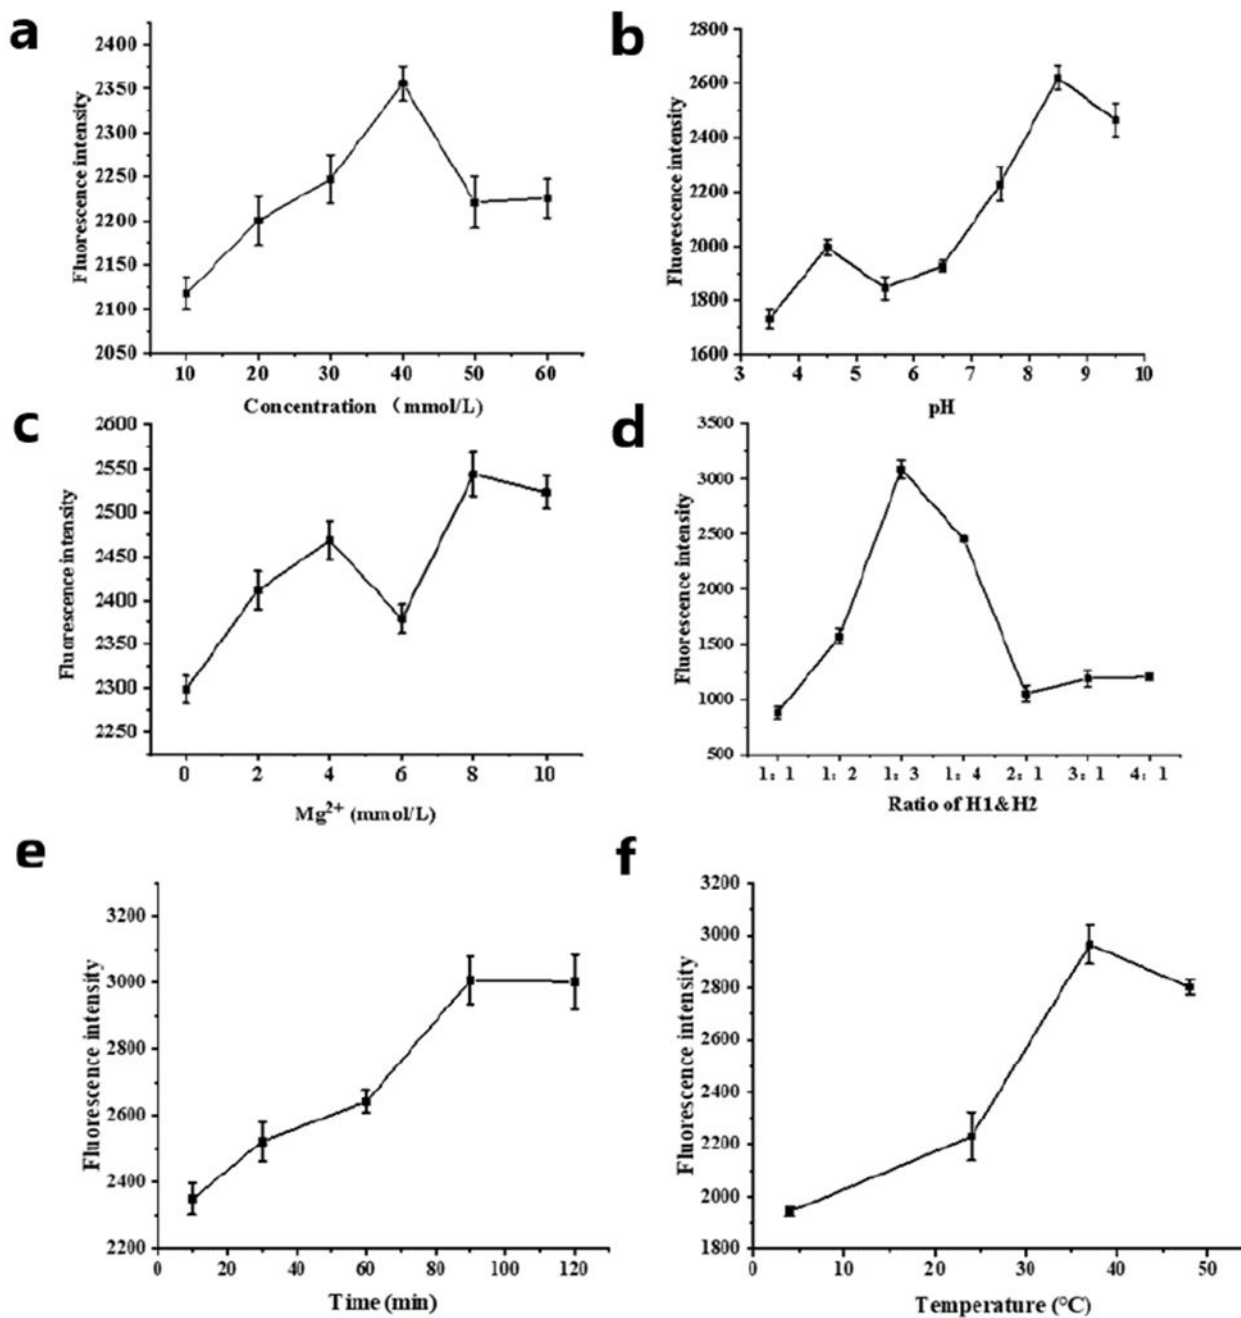 a
Fluorescence intensity
2400
2350
2300
2250
2200
2150
2100
2050
10 20 30 40 50 60
Concentration （mmol/L)
b
Fluorescence intensity
2800
2600
2400
2200
2000
1800
1600
3 4 5 6 7 8 9 10
pH
c
Fluorescence intensity
2600
2550
2500
2450
2400
2350
2300
2250
0 2 4 6 8 10
Mg²⁺ (mmol/L)
d
Fluorescence intensity
3500
3000
2500
2000
1500
1000
500
1：1 1：2 1：3 1：4 2：1 3：1 4：1
Ratio of H1&H2
e
Fluorescence intensity
3200
3000
2800
2600
2400
2200
0 20 40 60 80 100 120
Time (min)
f
Fluorescence intensity
3200
3000
2800
2600
2400
2200
2000
1800
0 10 20 30 40 50
Temperature (°C)